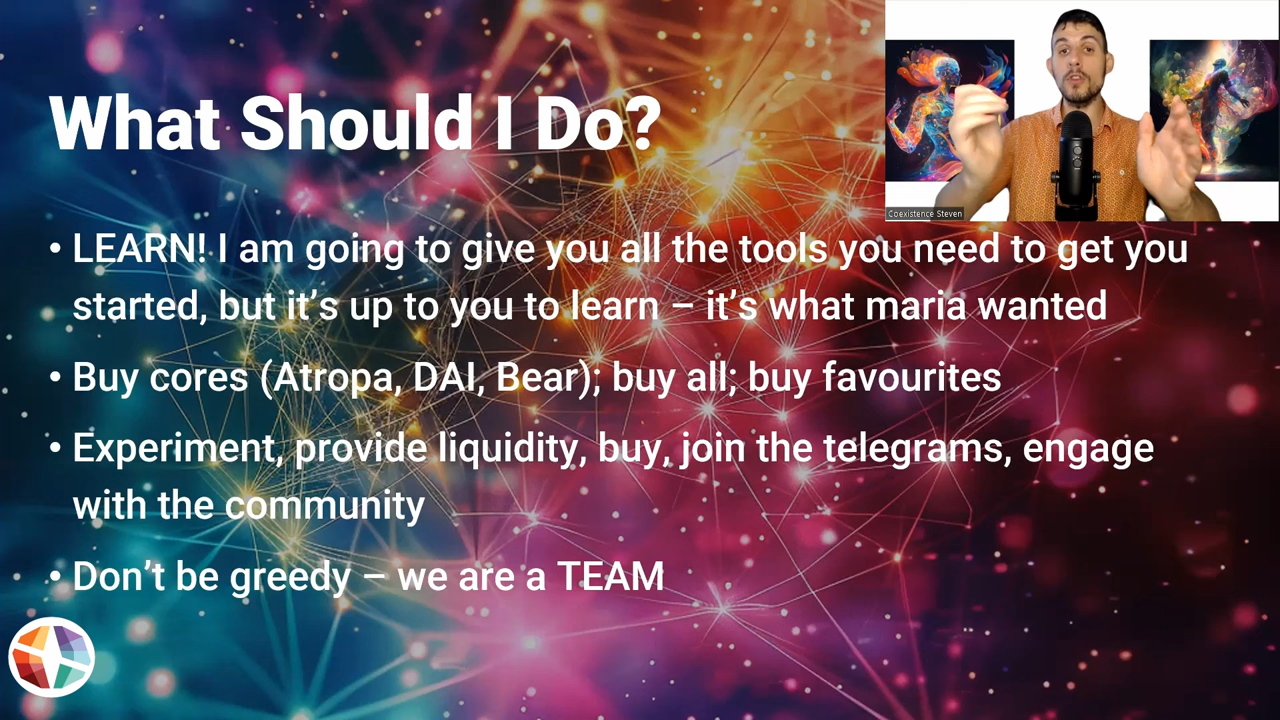 Coexistence Steven
What Should I Do?
• LEARN! I am going to give you all the tools you need to get you
started, but it’s up to you to learn – it’s what maria wanted
• Buy cores (Atropa, DAI, Bear); buy all; buy favourites
• Experiment, provide liquidity, buy, join the telegrams, engage
with the community
• Don’t be greedy – we are a TEAM